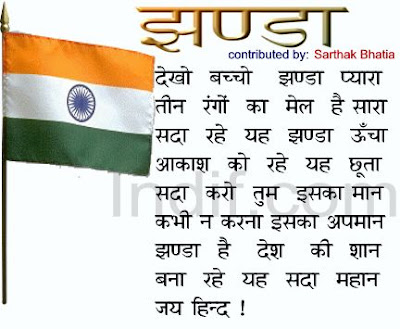 झण्डा
contributed by: Sarthak Bhatia
देखो बच्चो झण्डा प्यारा
तीन रंगों का मेल है सारा
सदा रहे यह झण्डा ऊँचा
आकाश को रहे यह छूता
सदा करो तुम इसका मान
कभी न करना इसका अपमान
झण्डा है देश की शान
बना रहे यह सदा महान
जय हिन्द !
Indif.com